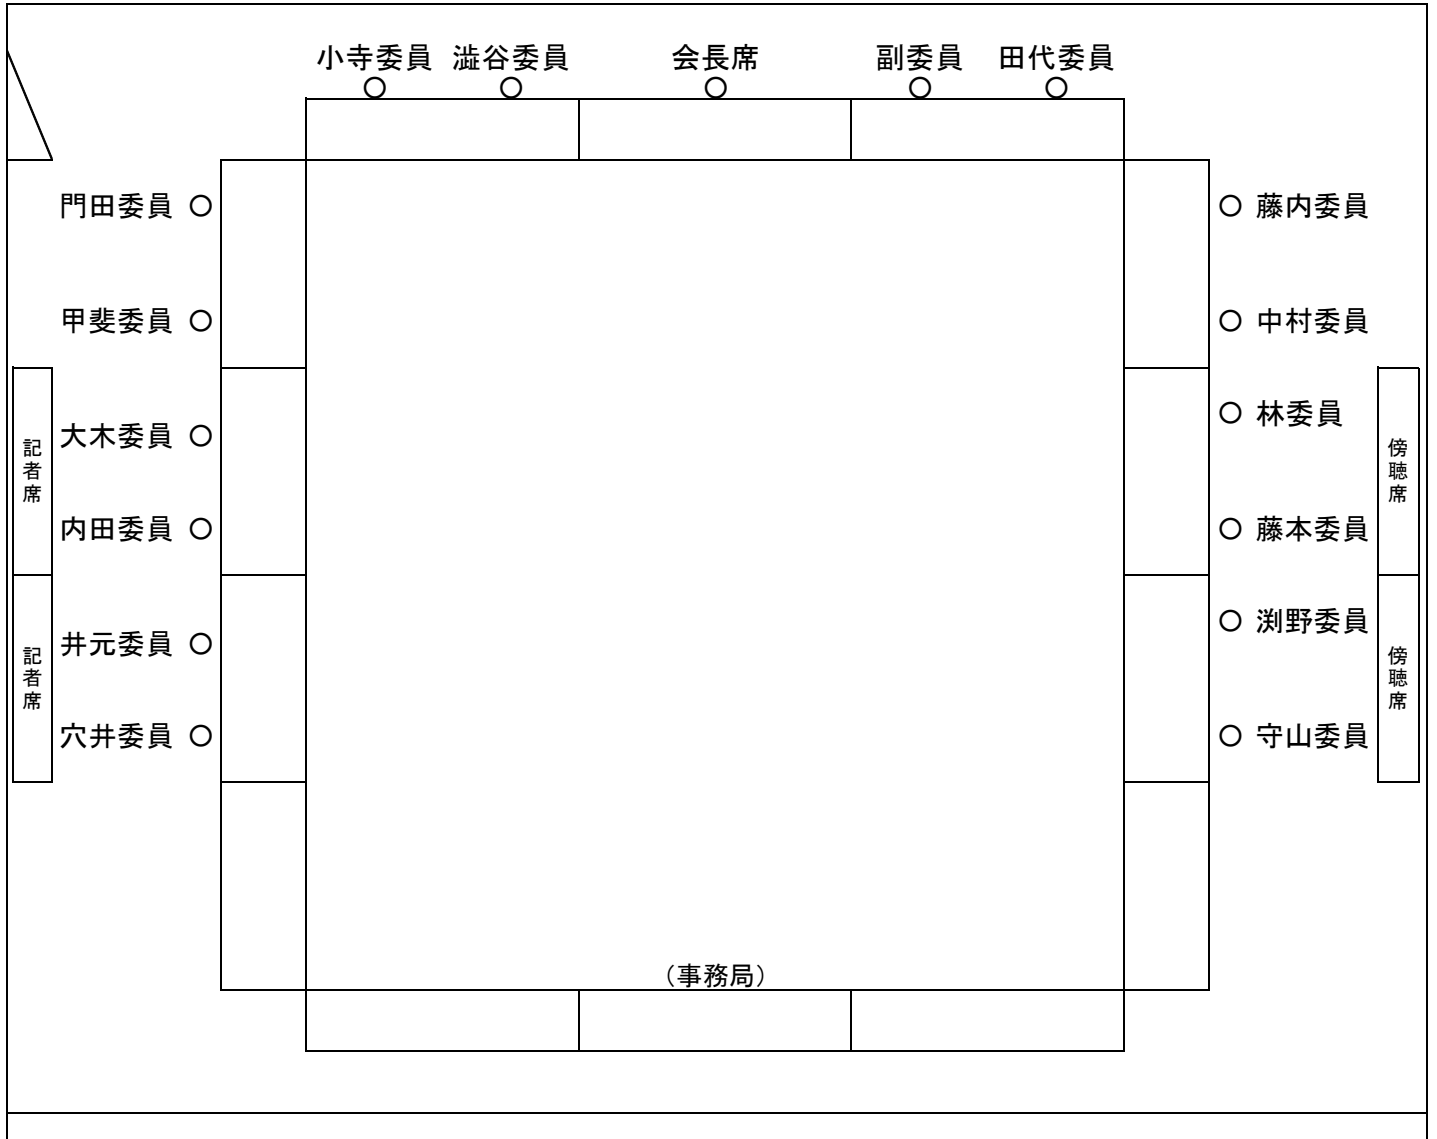 小寺委員 澁谷委員 会長席 副委員 田代委員
門田委員 ○ ○ 藤内委員
甲斐委員 ○ ○ 中村委員
大木委員 ○ ○ 林委員
記者席
傍聴席
内田委員 ○ ○ 藤本委員
井元委員 ○ ○ 渕野委員
記者席
傍聴席
穴井委員 ○ ○ 守山委員
（事務局）